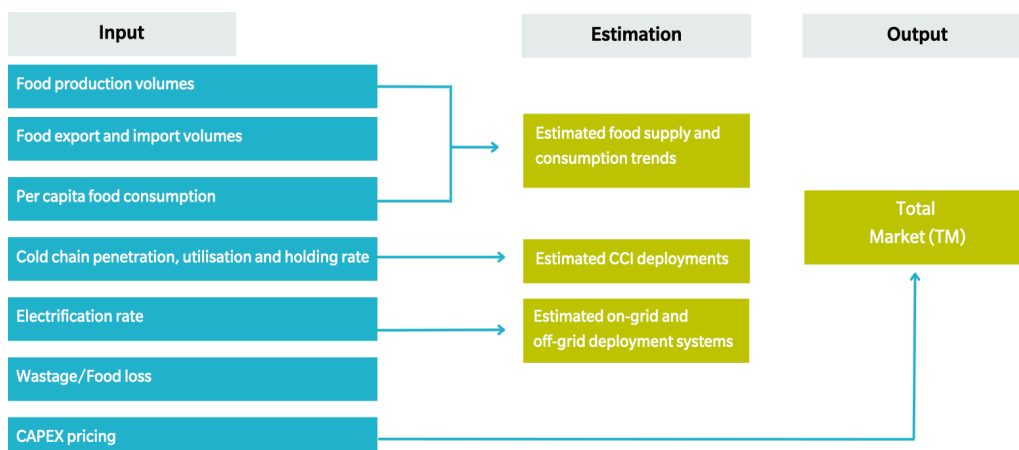 Input
Estimation
Output
Food production volumes
Food export and import volumes
Per capita food consumption
Cold chain penetration, utilisation and holding rate
Electrification rate
Wastage/Food loss
CAPEX pricing
Estimated food supply and
consumption trends
Estimated CCI deployments
Estimated on-grid and
off-grid deployment systems
Total
Market (TM)